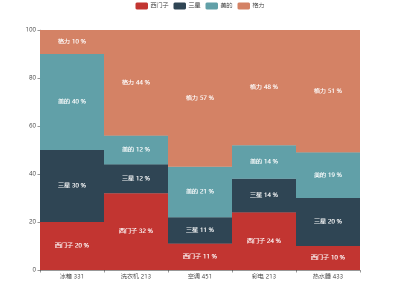 西门子 三星 美的 格力
100
80
60
40
20
0
格力 10 %
格力 44 %
格力 57 %
格力 48 %
格力 51 %
美的 40 %
美的 12 %
美的 21 %
美的 14 %
美的 19 %
三星 30 %
三星 12 %
三星 11 %
三星 14 %
三星 20 %
西门子 20 %
西门子 32 %
西门子 11 %
西门子 24 %
西门子 10 %
冰箱 331 洗衣机 213 空调 451 彩电 213 热水器 433